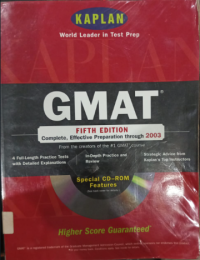 KAPLAN
World Leader in Test Prep
GMAT®
FIFTH EDITION
Complete, Effective Preparation through 2003
From the creators of the #1 GMAT course
4 Full-Length Practice Tests with Detailed Explanations
In-Depth Practice and Review
Strategic Advice from Kaplan's Top Instructors
Special CD-ROM
Features
Higher Score Guaranteed